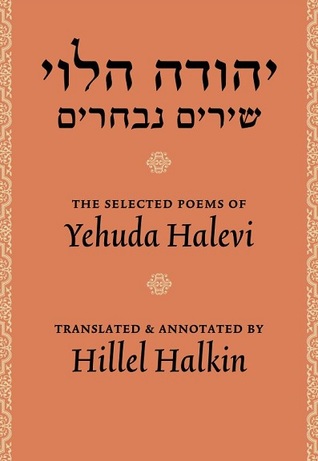 יהודה הלוי
שירים נבחרים
THE SELECTED POEMS OF
Yehuda Halevi
TRANSLATED & ANNOTATED BY
Hillel Halkin